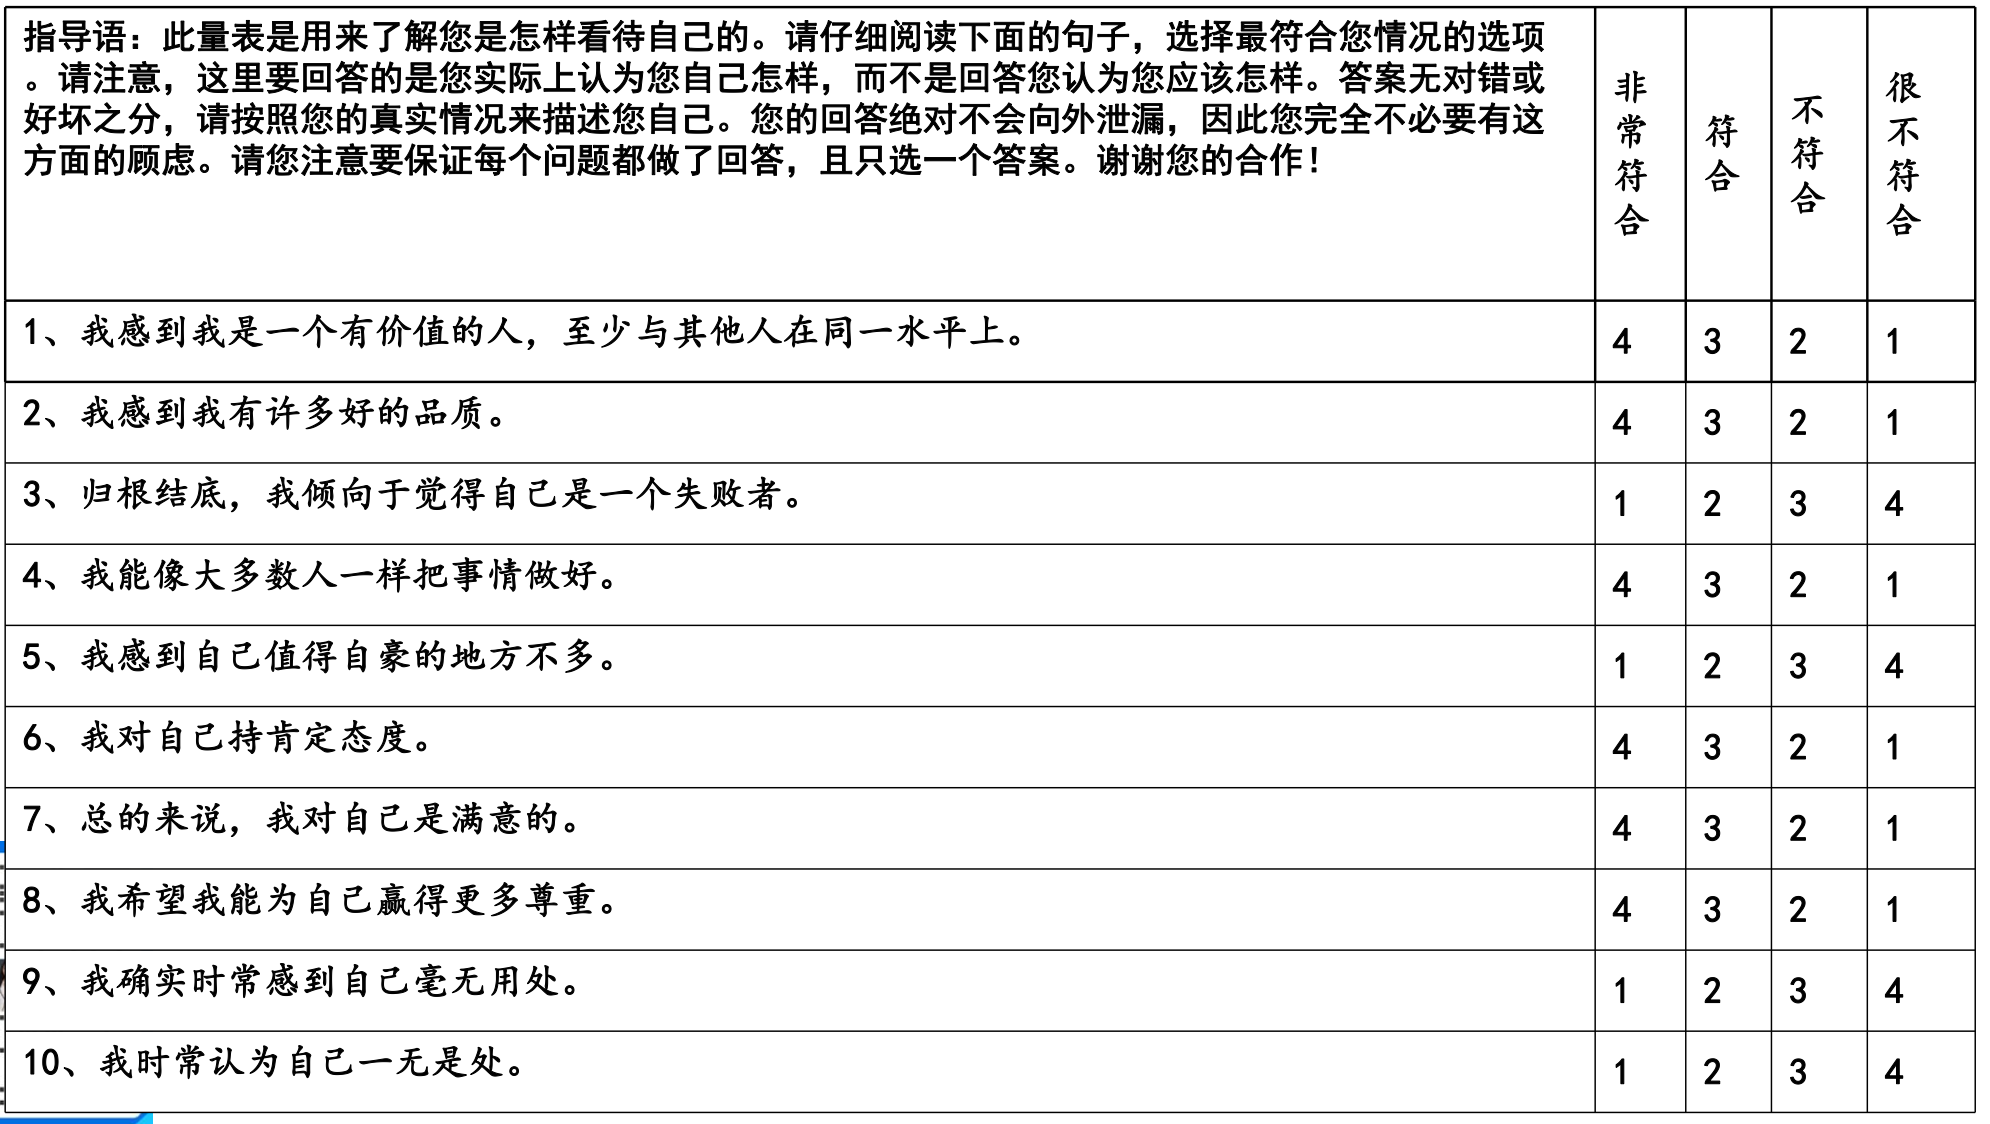 指导语：此量表是用来了解您是怎样看待自己的。请仔细阅读下面的句子，选择最符合您情况的选项
。请注意，这里要回答的是您实际上认为您自己怎样，而不是回答您认为您应该怎样。答案无对错或
好坏之分，请按照您的真实情况来描述您自己。您的回答绝对不会向外泄漏，因此您完全不必要有这
方面的顾虑。请您注意要保证每个问题都做了回答，且只选一个答案。谢谢您的合作！
非常符合
符合
不符合
很不符合
1、我感到我是一个有价值的人，至少与其他人在同一水平上。 4 3 2 1
2、我感到我有许多好的品质。 4 3 2 1
3、归根结底，我倾向于觉得自己是一个失败者。 1 2 3 4
4、我能像大多数人一样把事情做好。 4 3 2 1
5、我感到自己值得自豪的地方不多。 1 2 3 4
6、我对自己持肯定态度。 4 3 2 1
7、总的来说，我对自己是满意的。 4 3 2 1
8、我希望我能为自己赢得更多尊重。 4 3 2 1
9、我确实时常感到自己毫无用处。 1 2 3 4
10、我时常认为自己一无是处。 1 2 3 4